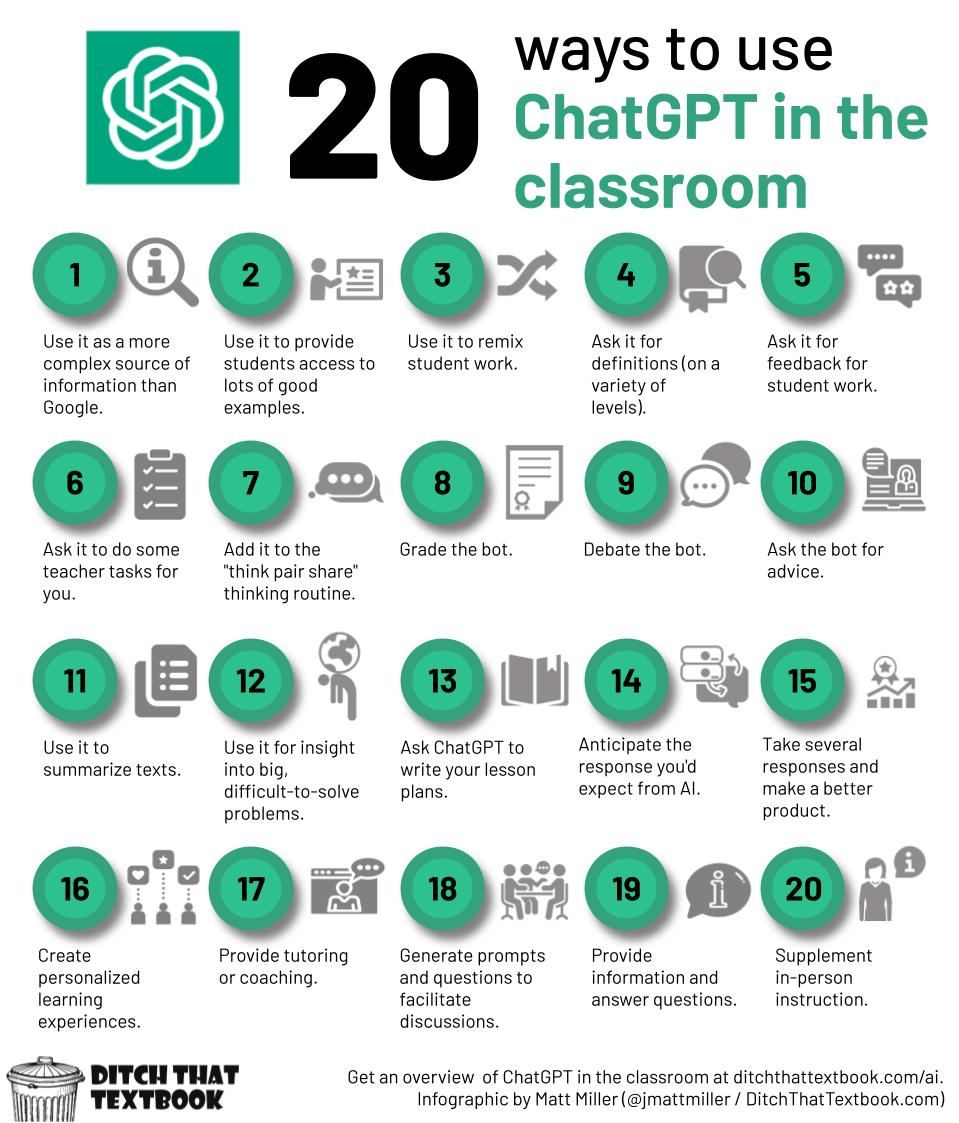 20
ways to use
ChatGPT in the
classroom
1
Use it as a more
complex source of
information than
Google.
2
Use it to provide
students access to
lots of good
examples.
3
Use it to remix
student work.
4
Ask it for
definitions (on a
variety of
levels).
5
Ask it for
feedback for
student work.
6
Ask it to do some
teacher tasks for
you.
7
Add it to the
"think pair share"
thinking routine.
8
Grade the bot.
9
Debate the bot.
10
Ask the bot for
advice.
11
Use it to
summarize texts.
12
Use it for insight
into big,
difficult-to-solve
problems.
13
Ask ChatGPT to
write your lesson
plans.
14
Anticipate the
response you'd
expect from AI.
15
Take several
responses and
make a better
product.
16
Create
personalized
learning
experiences.
17
Provide tutoring
or coaching.
18
Generate prompts
and questions to
facilitate
discussions.
19
Provide
information and
answer questions.
20
Supplement
in-person
instruction.
DITCH THAT
TEXTBOOK
Get an overview of ChatGPT in the classroom at ditchthattextbook.com/ai.
Infographic by Matt Miller (@jmattmiller / DitchThatTextbook.com)